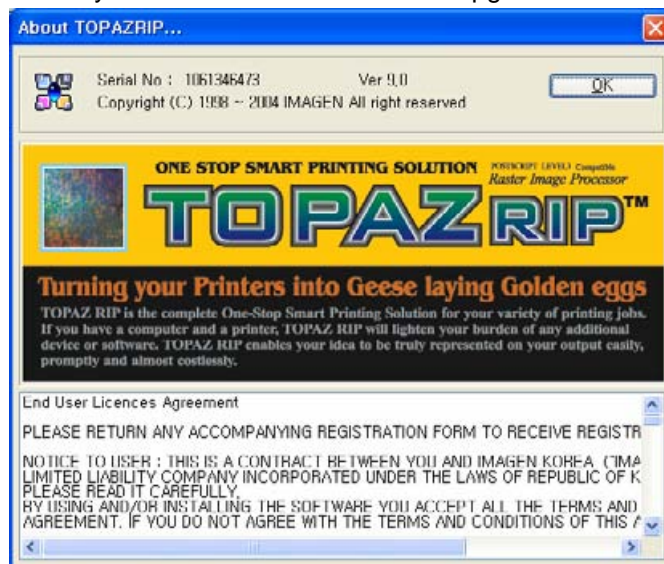 About TOPAZRIP...
Serial No : 1061346473 Ver 9,0
OK
Copyright (C) 1998 ~ 2004 IMAGEN All right reserved
ONE STOP SMART PRINTING SOLUTION
POSTSCRIPT LEVEL3 Compatible
Raster Image Processor
TOPAZ RIP™
Turning your Printers into Geese laying Golden eggs
TOPAZ RIP is the complete One-Stop Smart Printing Solution for your variety of printing jobs.
If you have a computer and a printer, TOPAZ RIP will lighten your burden of any additional
device or software. TOPAZ RIP enables your idea to be truly represented on your output easily,
promptly and almost costlessly.
End User Licences Agreement
PLEASE RETURN ANY ACCOMPANYING REGISTRATION FORM TO RECEIVE REGISTR
NOTICE TO USER : THIS IS A CONTRACT BETWEEN YOU AND IMAGEN KOREA, ("IMA
LIMITED LIABILITY COMPANY INCORPORATED UNDER THE LAWS OF REPUBLIC OF K
PLEASE READ IT CAREFULLY,
BY USING AND/OR INSTALLING THE SOFTWARE YOU ACCEPT ALL THE TERMS AND
AGREEMENT. IF YOU DO NOT AGREE WITH THE TERMS AND CONDITIONS OF THIS A